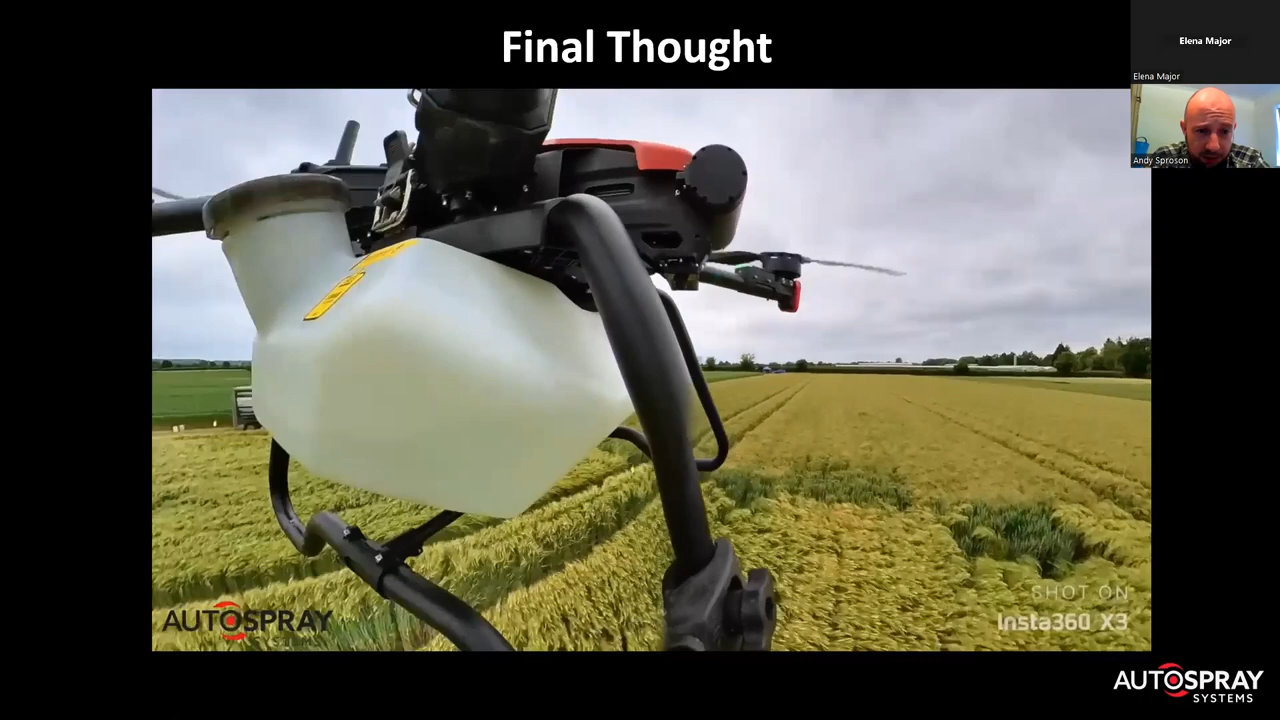 Final Thought
Elena Major
Elena Major
Andy Sproson
AUTOSPRAY
SHOT ON
Insta360 X3
AUTOSPRAY
SYSTEMS